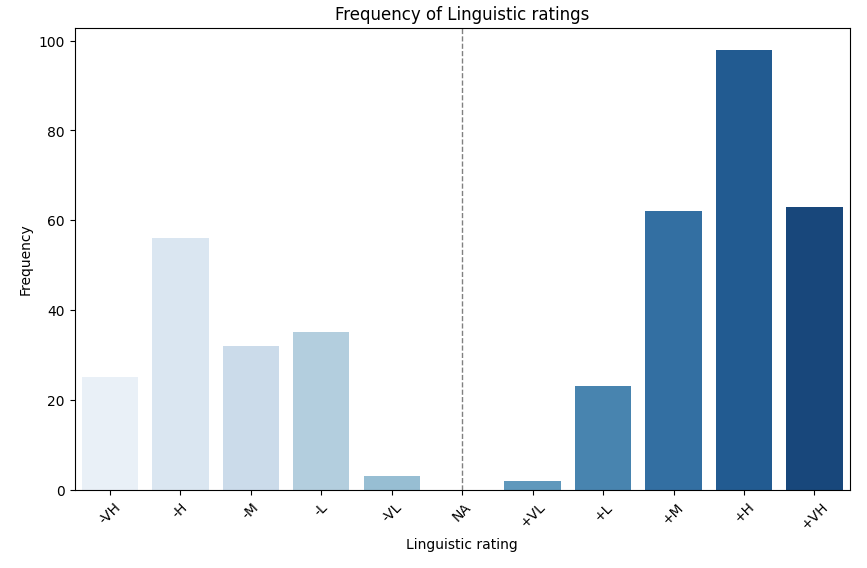 Frequency of Linguistic ratings
100
80
60
40
20
0
Frequency
-VH
-H
-M
-L
-VL
NA
+VL
+L
+M
+H
+VH
Linguistic rating